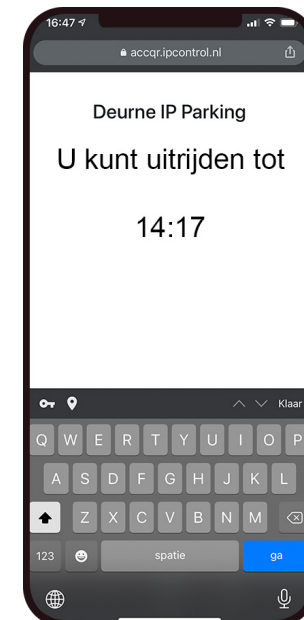 16:47
accqr.ipcontrol.nl
Deurne IP Parking
U kunt uitrijden tot
14:17
Klaar
Q W E R T Y U I O P
A S D F G H J K L
Z X C V B N M
123 spatie ga